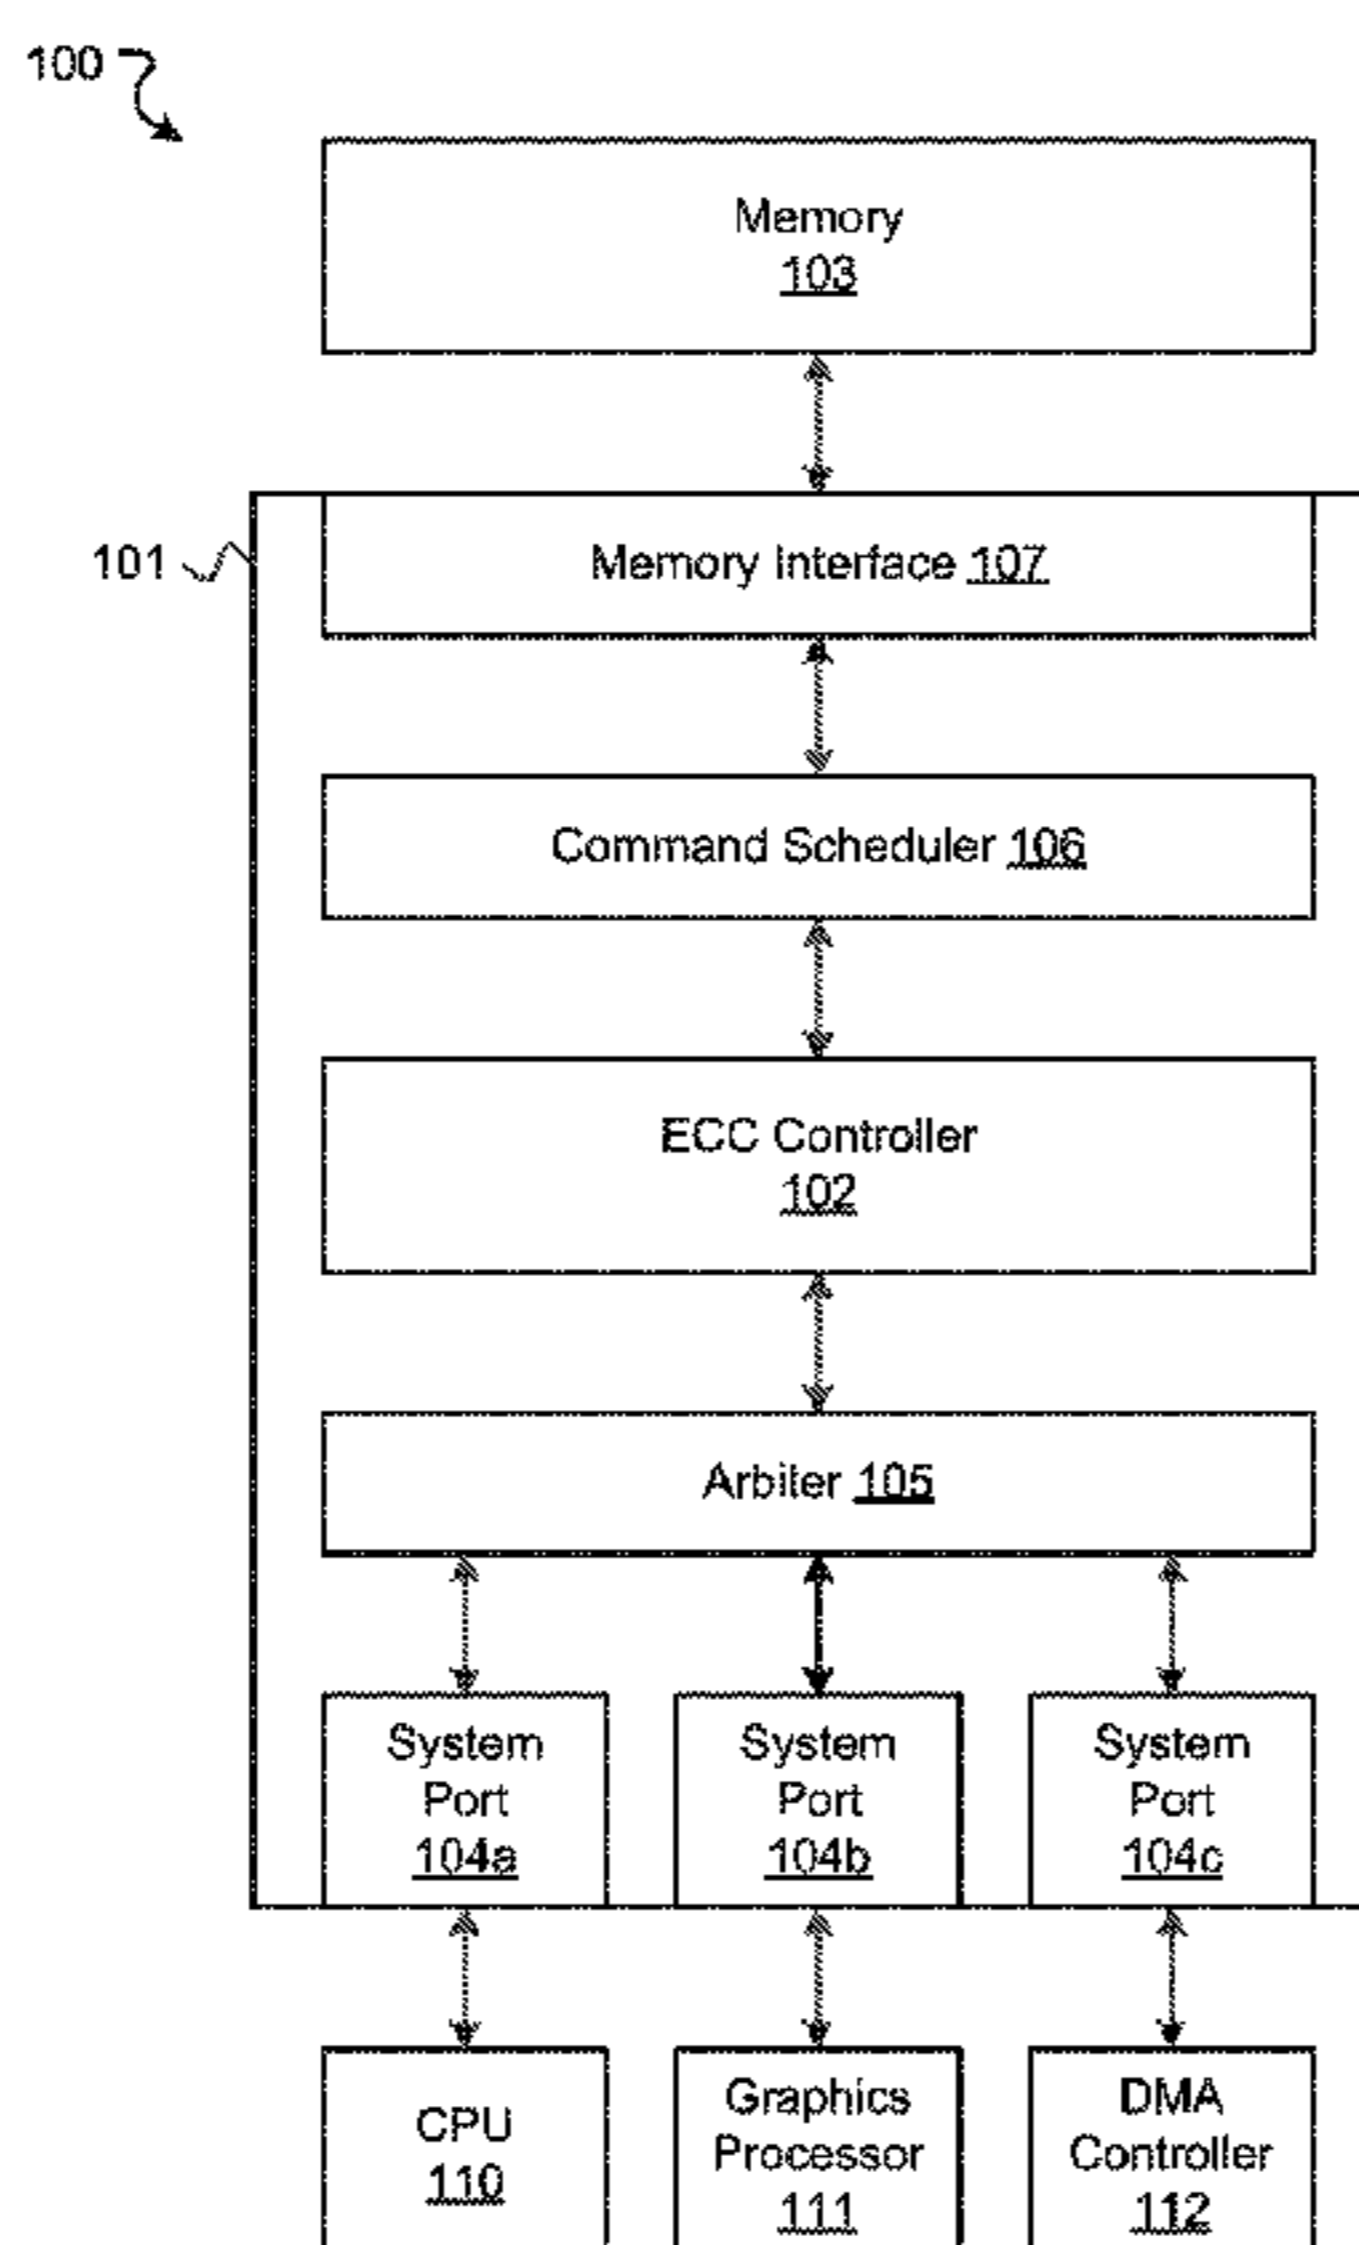 100
Memory
103
101
Memory Interface 107
Command Scheduler 106
ECC Controller
102
Arbiter 105
System
Port
104a
System
Port
104b
System
Port
104c
CPU
110
Graphics
Processor
111
DMA
Controller
112